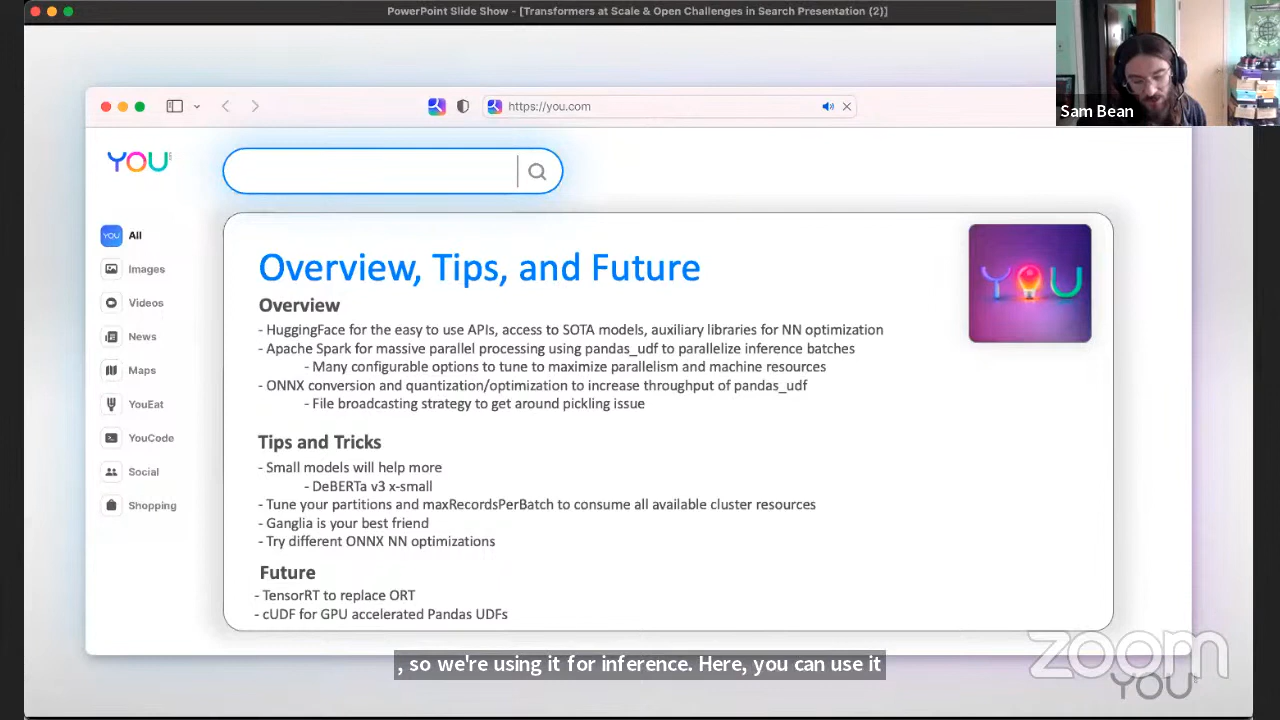 PowerPoint Slide Show - [Transformers at Scale & Open Challenges in Search Presentation (2)]
Sam Bean
https://you.com
YOU
All
Images
Videos
News
Maps
YouEat
YouCode
Social
Shopping
Overview, Tips, and Future
YOU
Overview
- HuggingFace for the easy to use APIs, access to SOTA models, auxiliary libraries for NN optimization
- Apache Spark for massive parallel processing using pandas_udf to parallelize inference batches
- Many configurable options to tune to maximize parallelism and machine resources
- ONNX conversion and quantization/optimization to increase throughput of pandas_udf
- File broadcasting strategy to get around pickling issue
Tips and Tricks
- Small models will help more
- DeBERTa v3 x-small
- Tune your partitions and maxRecordsPerBatch to consume all available cluster resources
- Ganglia is your best friend
- Try different ONNX NN optimizations
Future
- TensorRT to replace ORT
- cUDF for GPU accelerated Pandas UDFs
, so we're using it for inference. Here, you can use it
zoom
YOU